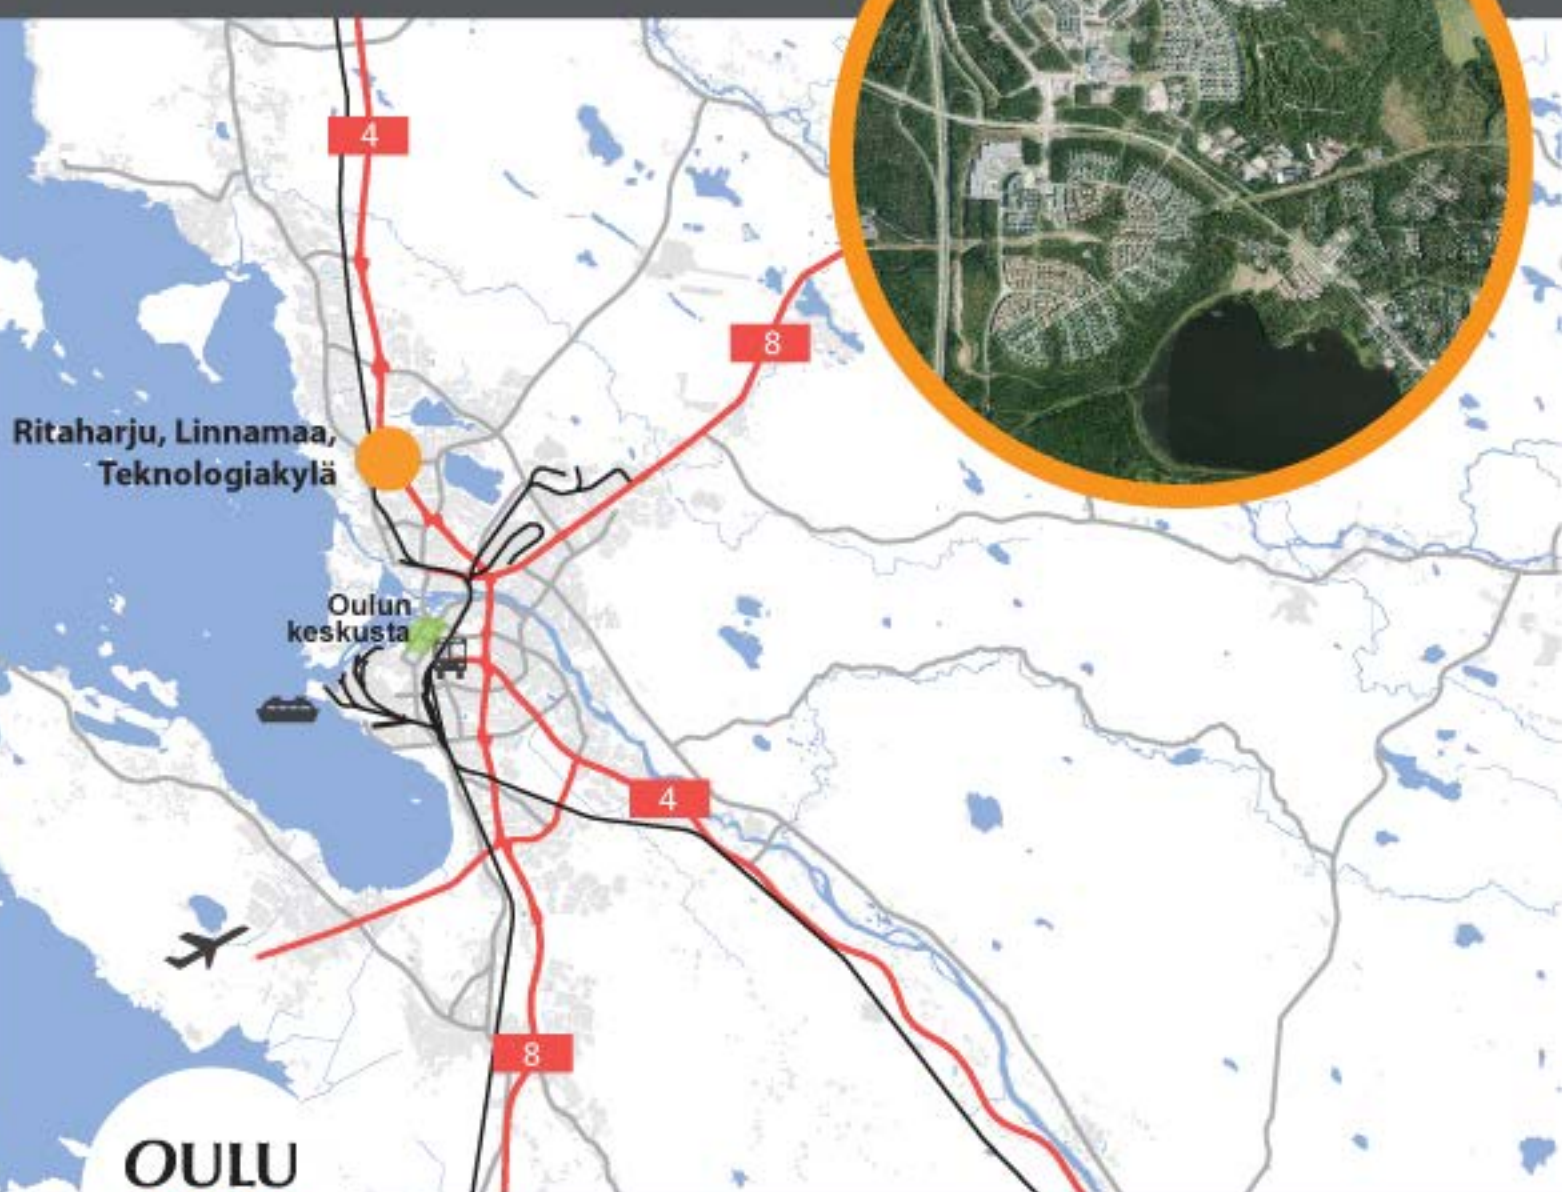 4
8
Ritaharju, Linnamaa,
Teknologiakylä
Oulun
keskusta
4
8
OULU